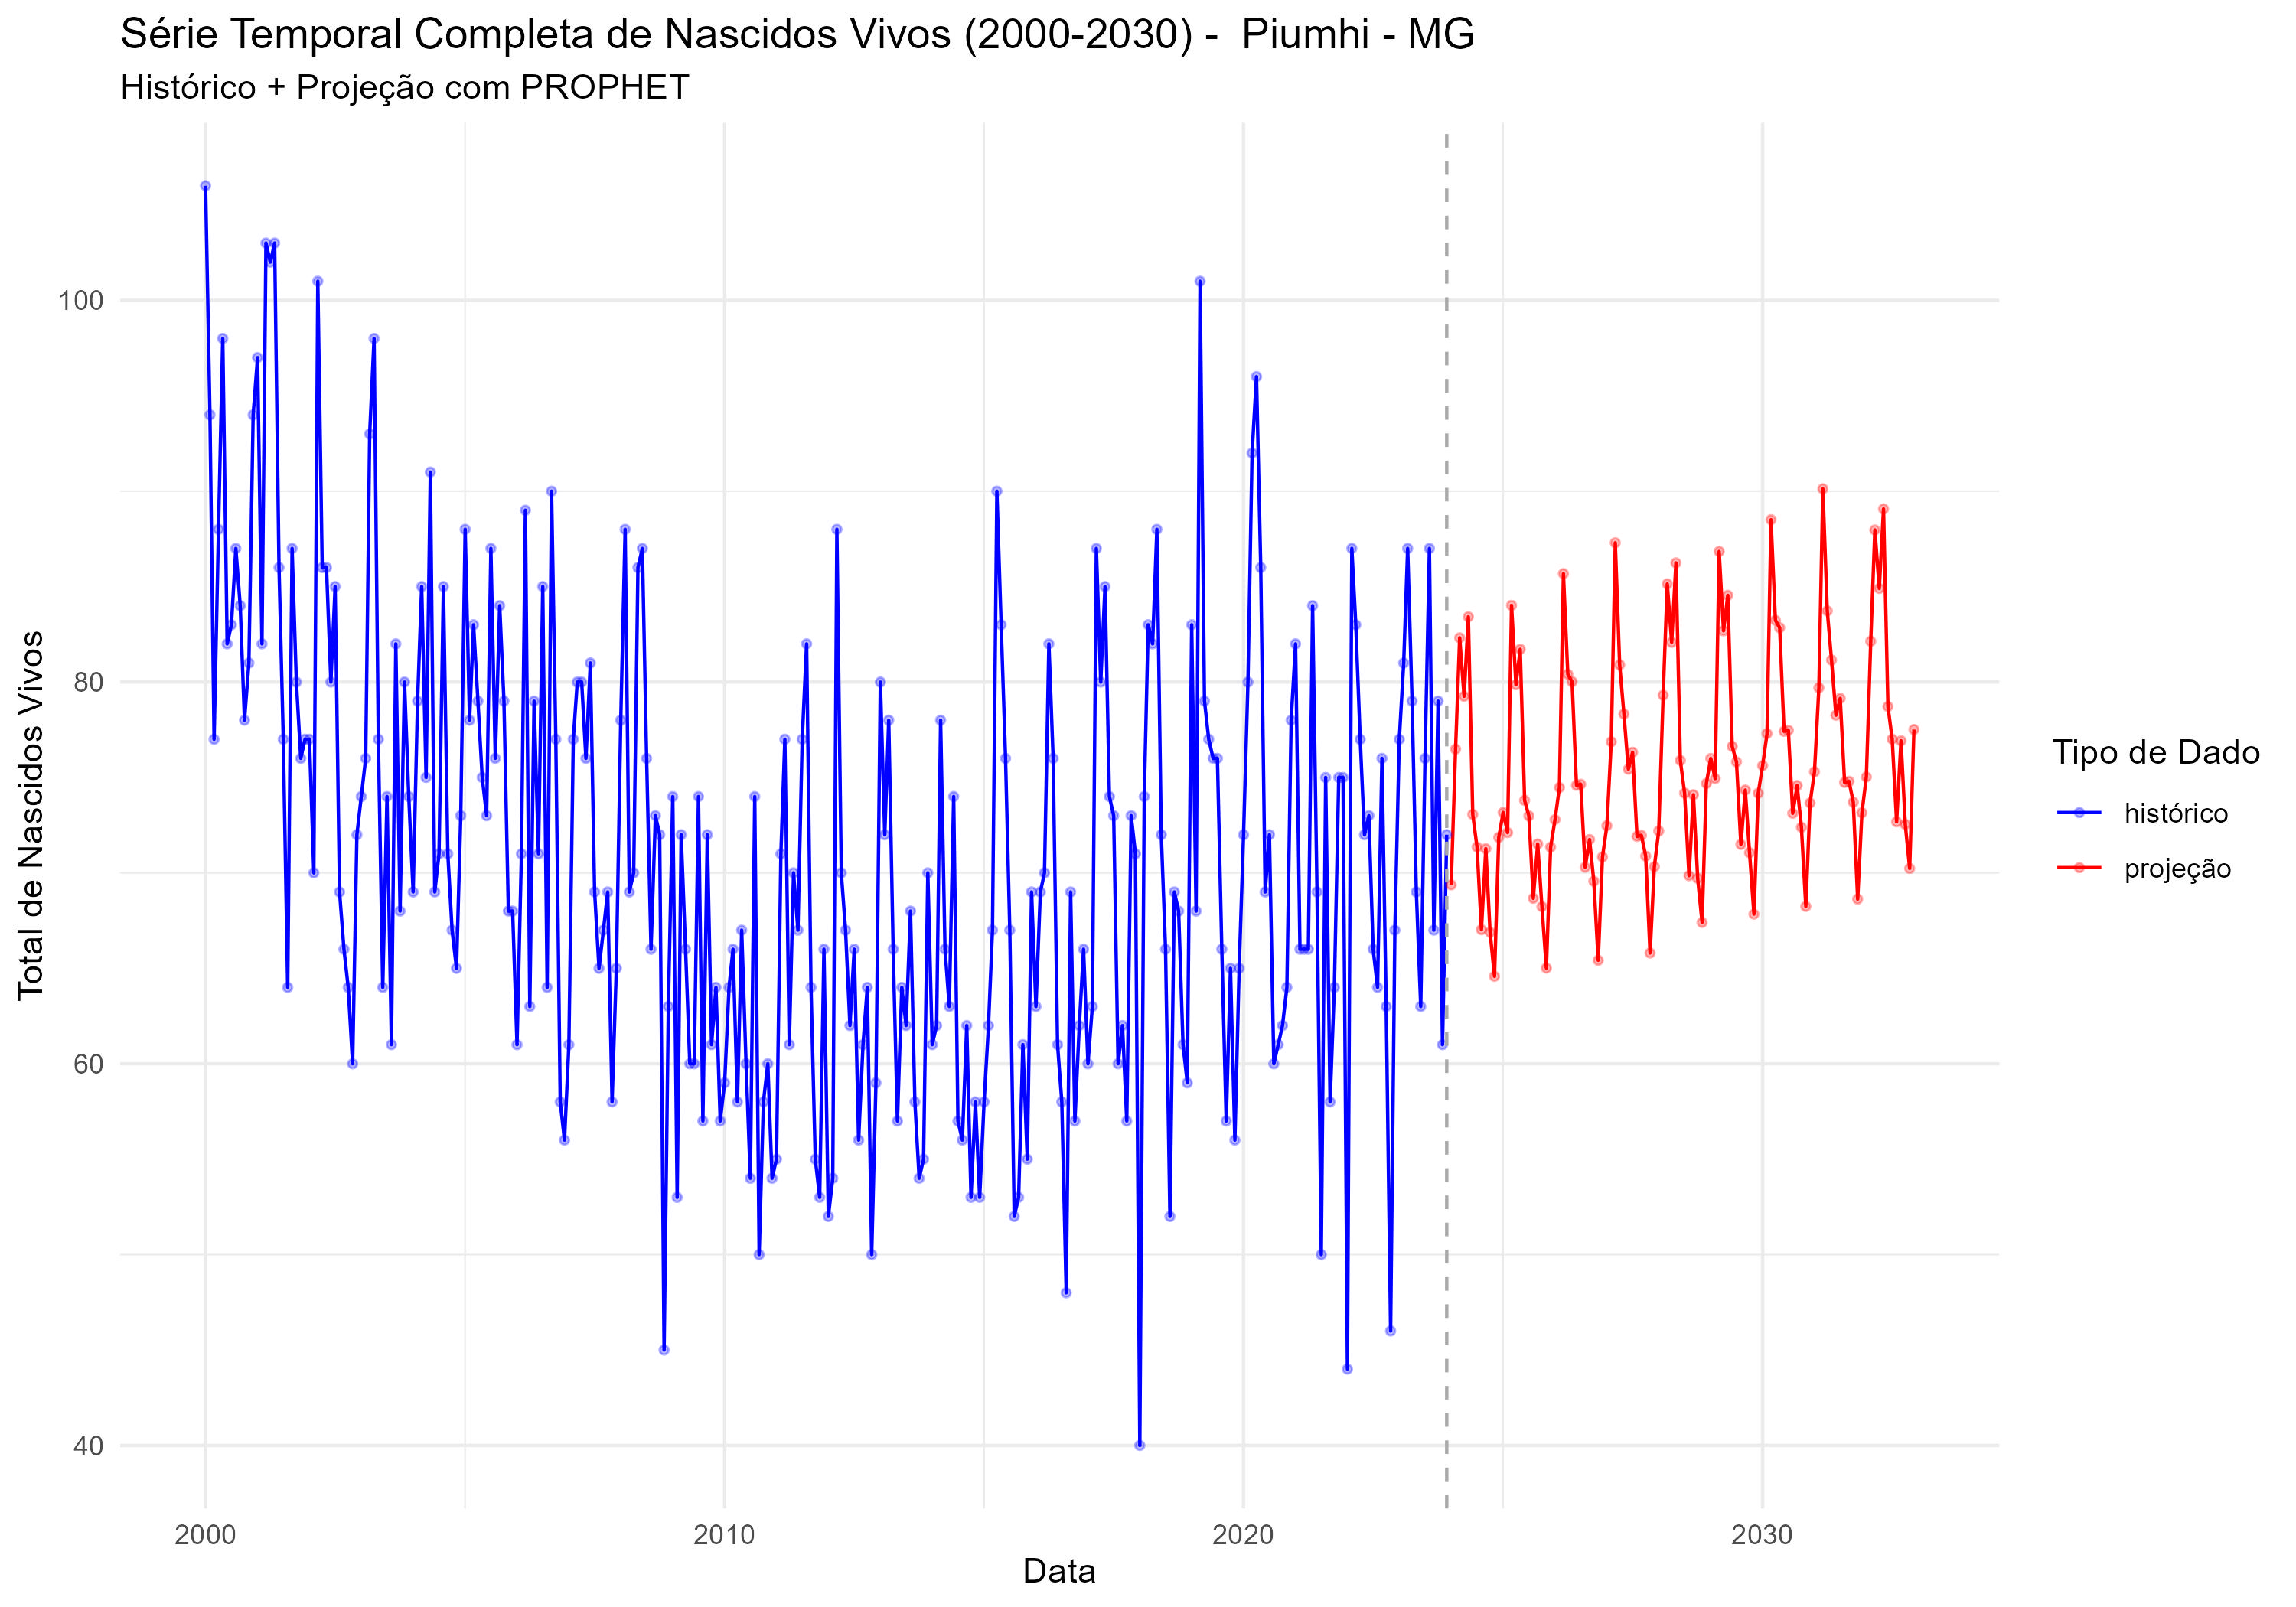 Série Temporal Completa de Nascidos Vivos (2000-2030) -  Piumhi - MG
Histórico + Projeção com PROPHET
Total de Nascidos Vivos
100
80
60
40
2000
2010
2020
2030
Data
Tipo de Dado
histórico
projeção